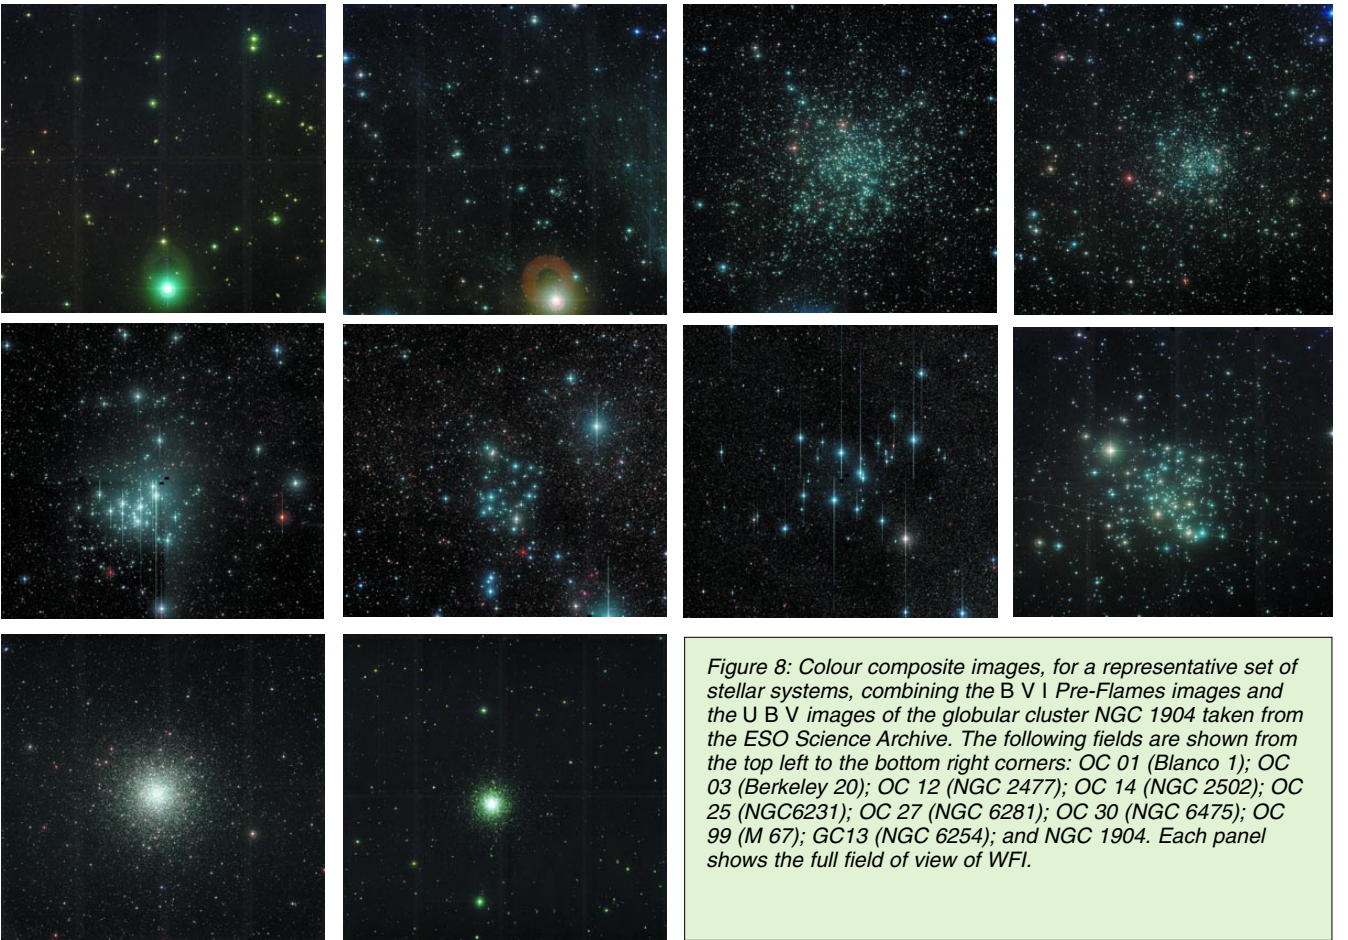 Figure 8: Colour composite images, for a representative set of
stellar systems, combining the B V I Pre-Flames images and
the U B V images of the globular cluster NGC 1904 taken from
the ESO Science Archive. The following fields are shown from
the top left to the bottom right corners: OC 01 (Blanco 1); OC
03 (Berkeley 20); OC 12 (NGC 2477); OC 14 (NGC 2502); OC
25 (NGC6231); OC 27 (NGC 6281); OC 30 (NGC 6475); OC
99 (M 67); GC13 (NGC 6254); and NGC 1904. Each panel
shows the full field of view of WFI.